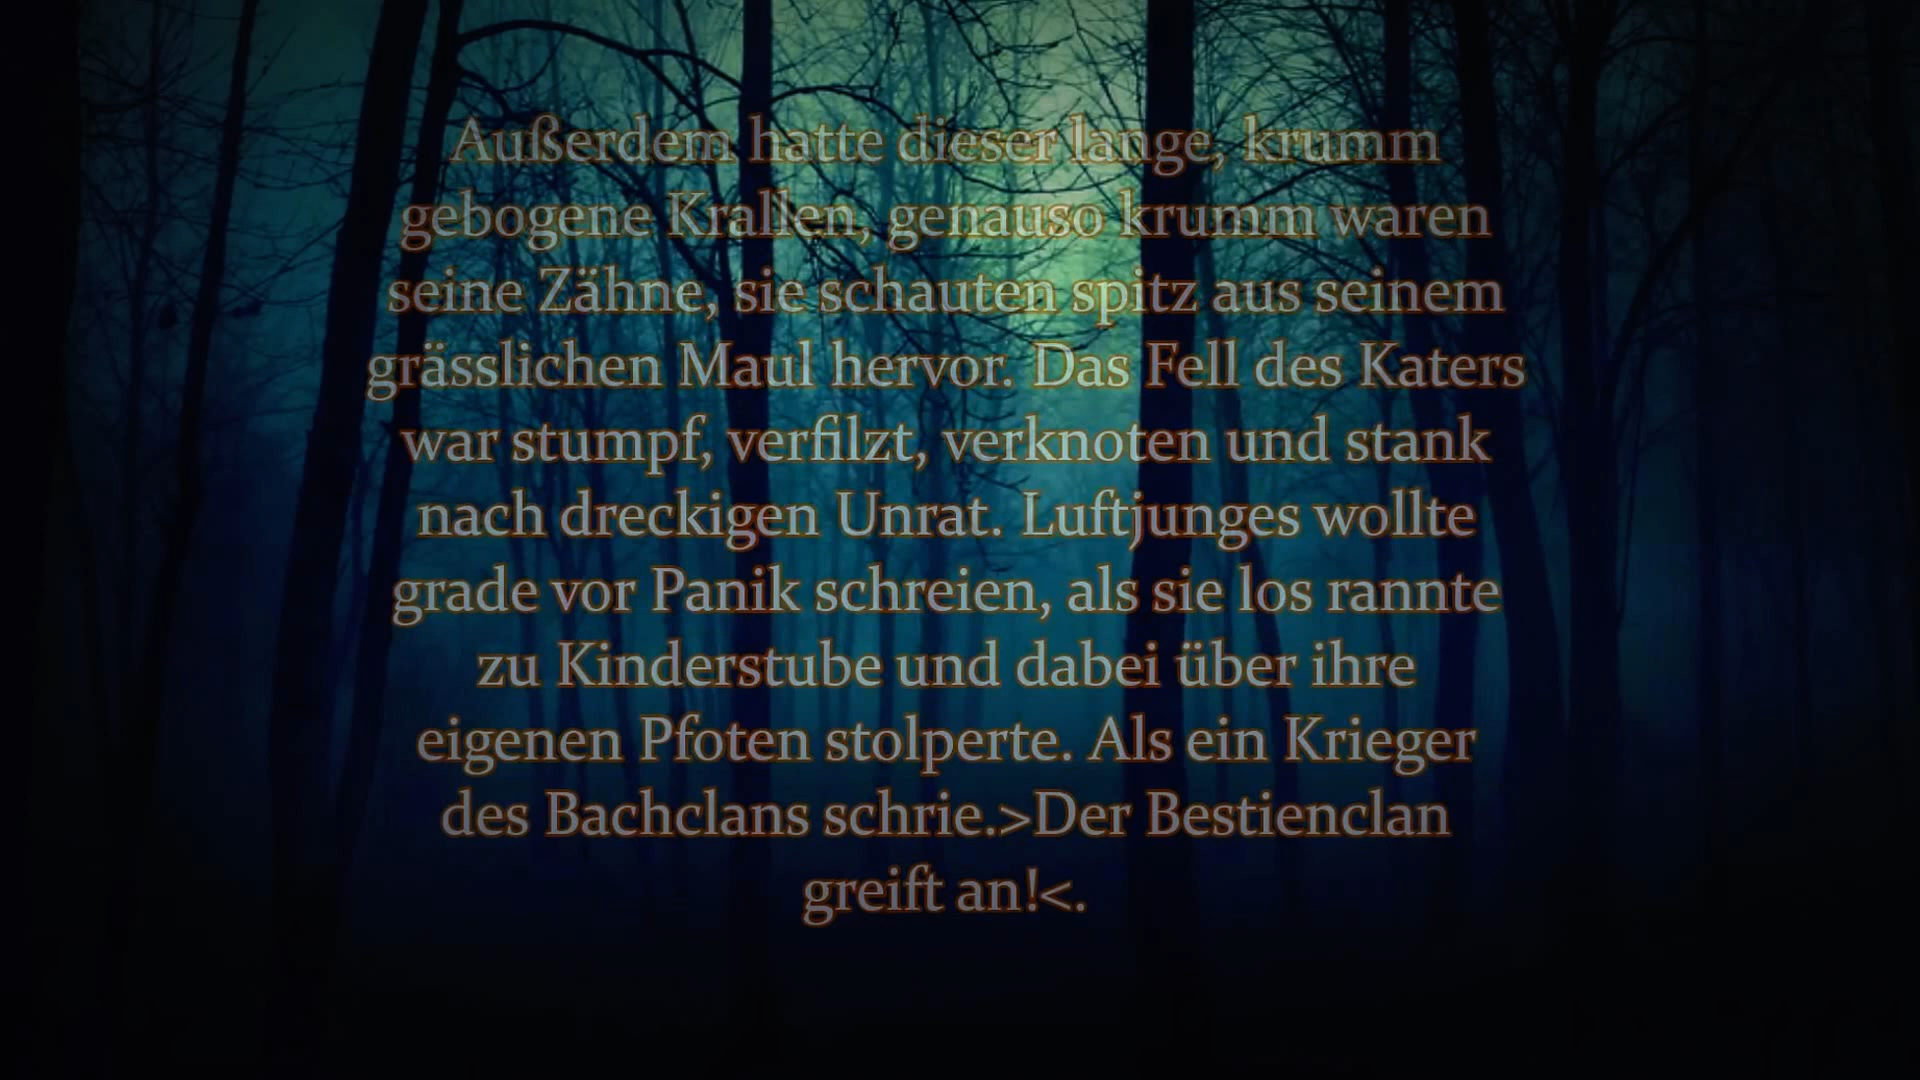 Außerdem hatte dieser lange, krumm
gebogene Krallen, genauso krumm waren
seine Zähne, sie schauten spitz aus seinem
grässlichen Maul hervor. Das Fell des Katers
war stumpf, verfilzt, verknoten und stank
nach dreckigen Unrat. Luftjunges wollte
grade vor Panik schreien, als sie los rannte
zu Kinderstube und dabei über ihre
eigenen Pfoten stolperte. Als ein Krieger
des Bachclans schrie.>Der Bestienclan
greift an!<.